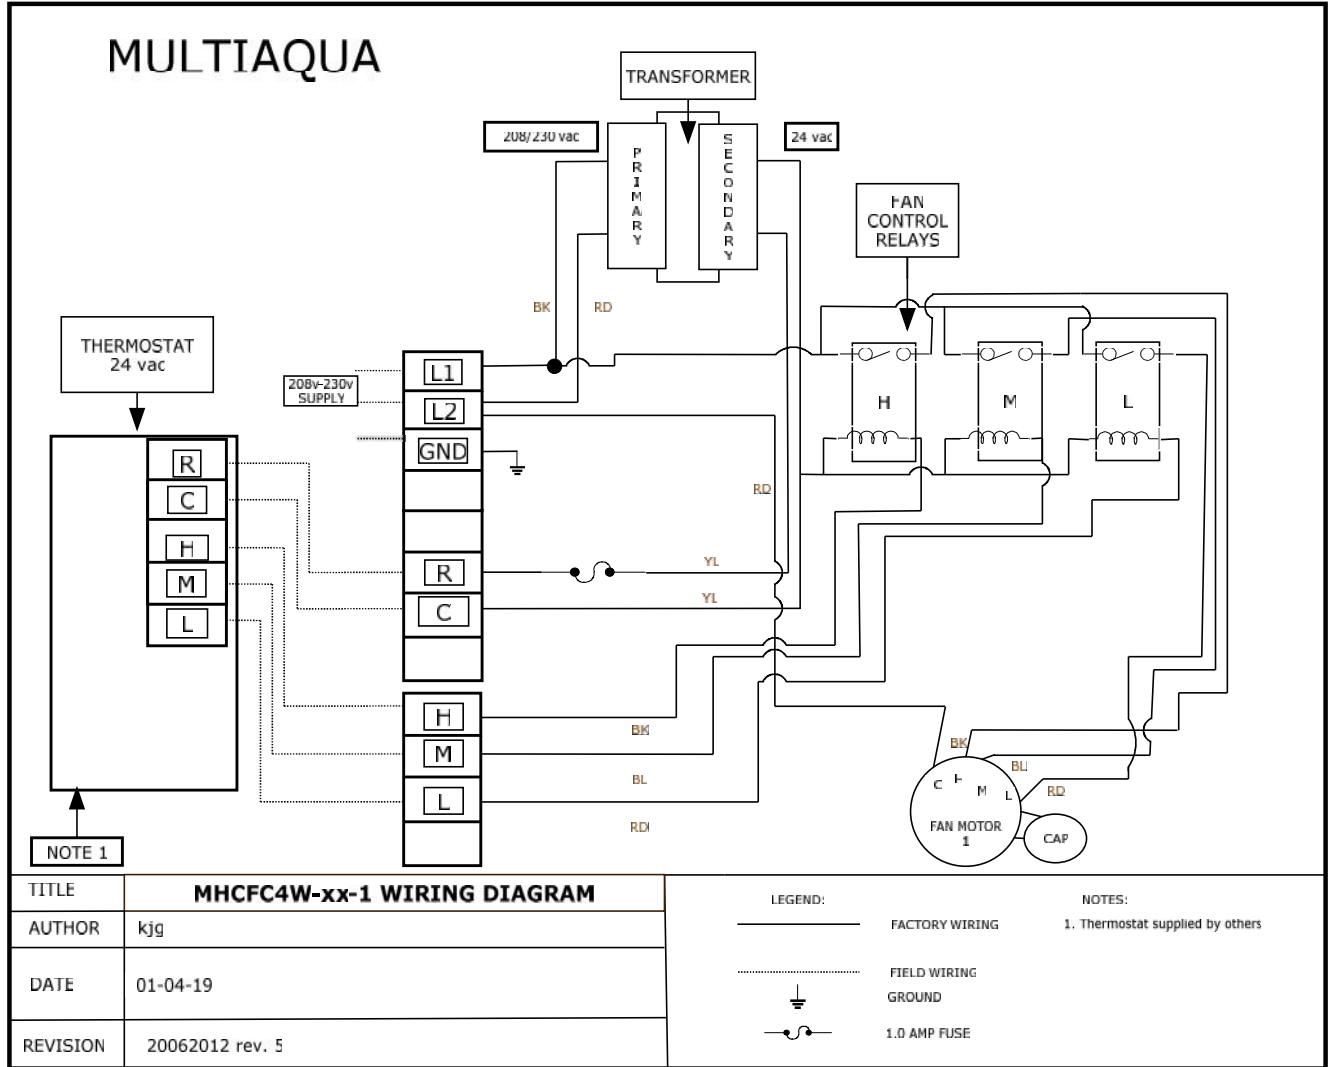 MULTIAQUA
TRANSFORMER
208/230 vac
24 vac
PRIMARY
SECONDARY
FAN
CONTROL
RELAYS
BK
RD
THERMOSTAT
24 vac
208v-230v
SUPPLY
L1
L2
GND
H
M
L
R
C
H
M
L
RD
R
YL
C
YL
H
BK
M
BL
L
RD
BK
BL
RD
C
H
M
L
FAN MOTOR
1
CAP
NOTE 1
TITLE
MHCFC4W-xx-1 WIRING DIAGRAM
AUTHOR
kjg
DATE
01-04-19
REVISION
20062012 rev. 5
LEGEND:
FACTORY WIRING
FIELD WIRING
GROUND
1.0 AMP FUSE
NOTES:
1. Thermostat supplied by others